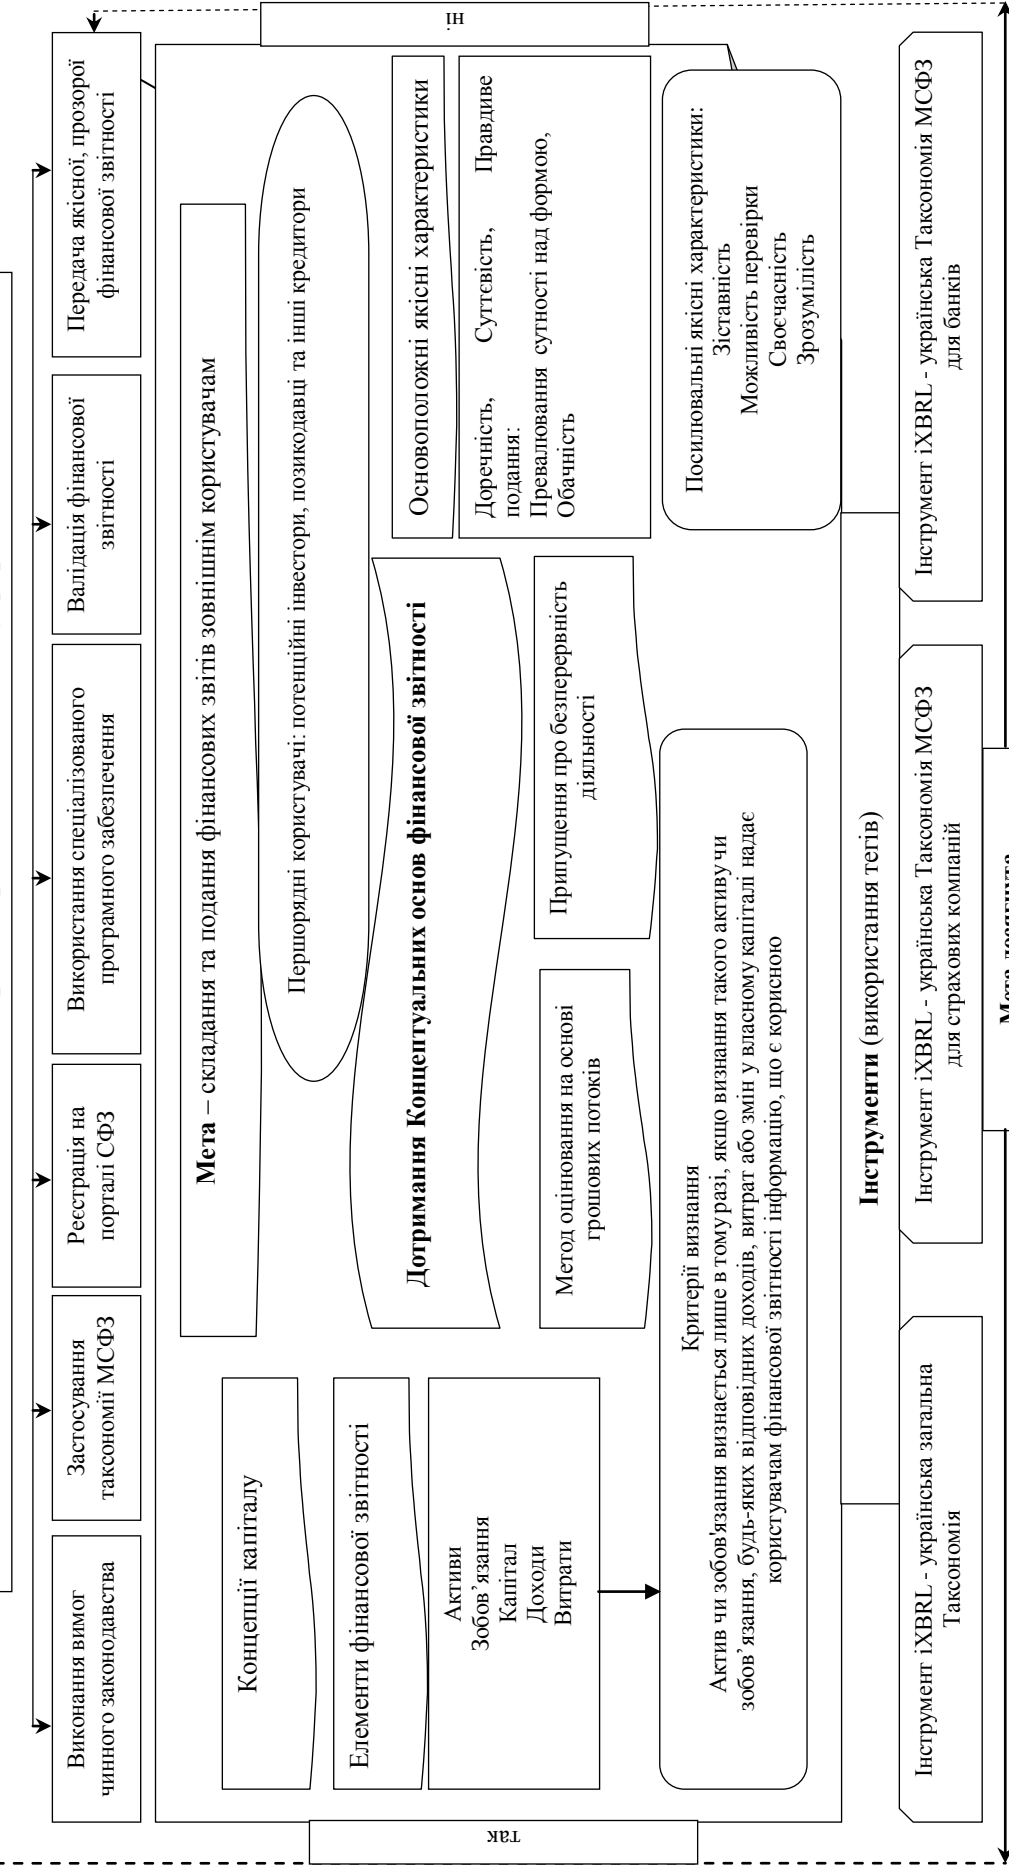 Виконання вимог
чинного законодавства
Застосування
таксономії МСФЗ
Реєстрація на
порталі СФЗ
Використання спеціалізованого
програмного забезпечення
Валідація фінансової
звітності
Передача якісної, прозорої
фінансової звітності
так
ні
Мета – складання та подання фінансових звітів зовнішнім користувачам
Першорядні користувачі: потенційні інвестори, позикодавці та інші кредитори
Концепції капіталу
Дотримання Концептуальних основ фінансової звітності
Основоположні якісні характеристики
Доречність, Суттєвість, Правдиве
подання:
Превалювання сутності над формою,
Обачність
Елементи фінансової звітності
Активи
Зобов’язання
Капітал
Доходи
Витрати
Метод оцінювання на основі
грошових потоків
Припущення про безперервність
діяльності
Критерії визнання
Актив чи зобов'язання визнається лише в тому разі, якщо визнання такого активу чи
зобов’язання, будь-яких відповідних доходів, витрат або змін у власному капіталі надає
користувачам фінансової звітності інформацію, що є корисною
Посилювальні якісні характеристики:
Зіставність
Можливість перевірки
Своєчасність
Зрозумілість
Інструменти (використання тегів)
Інструмент iXBRL - українська загальна
Таксономія
Інструмент iXBRL - українська Таксономія МСФЗ
для страхових компаній
Інструмент iXBRL - українська Таксономія МСФЗ
для банків